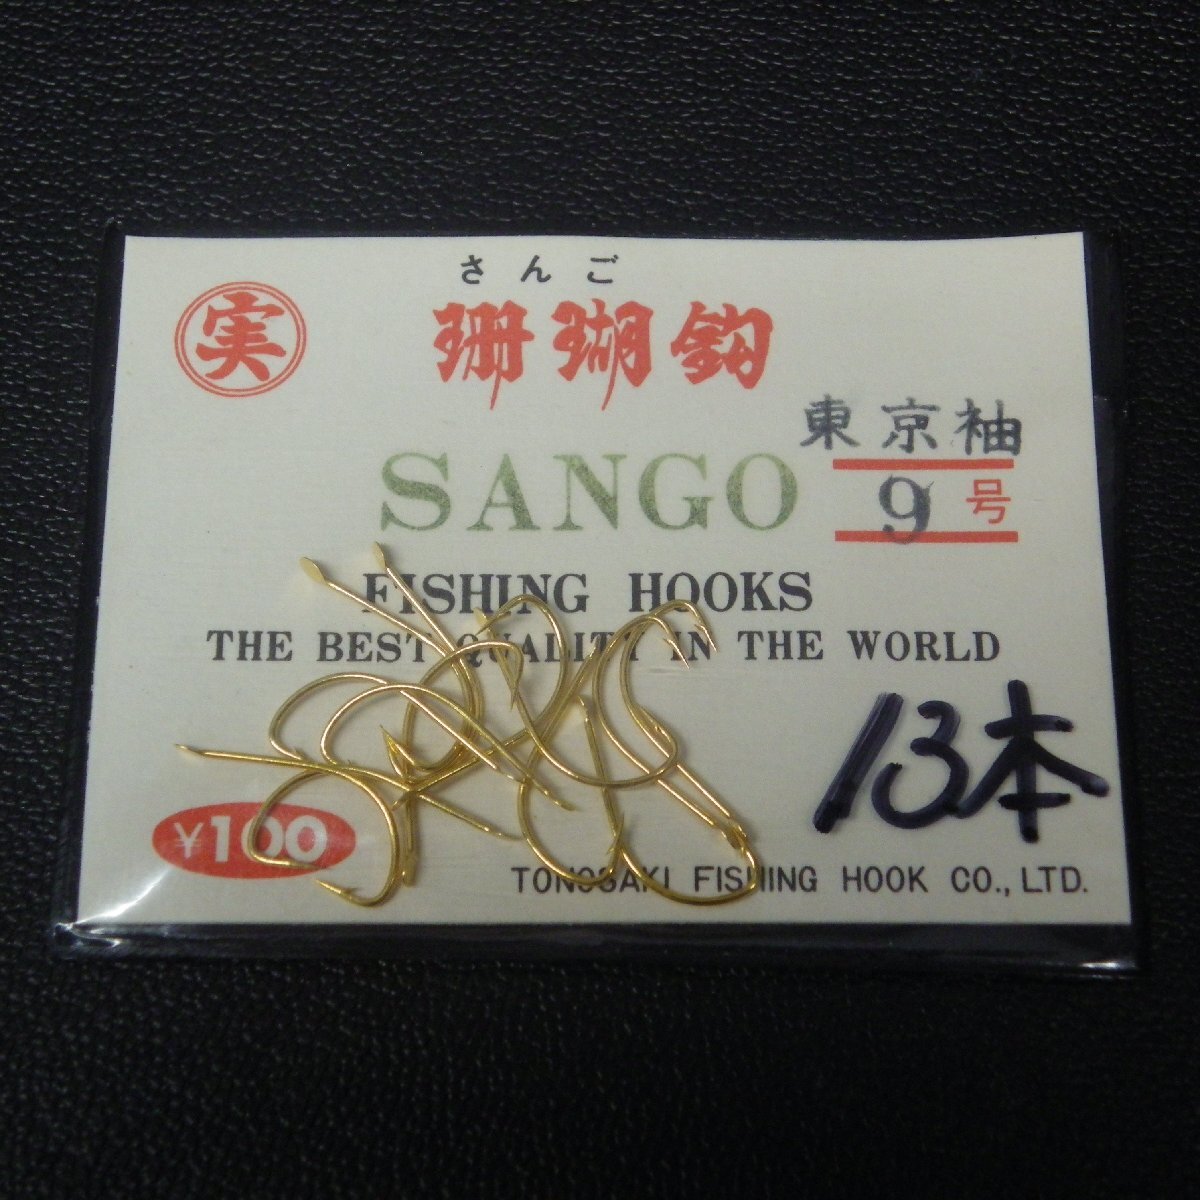 さんご
実
珊瑚鈎
東京袖
SANGO
9号
FISHING HOOKS
THE BEST QUALITY IN THE WORLD
13本
¥100
TONOSAKI FISHING HOOK CO., LTD.